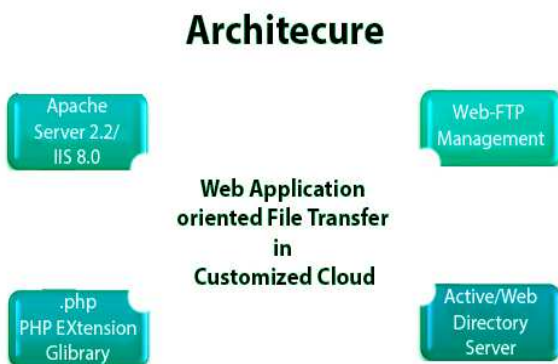 Architecure
Apache
Server 2.2/
IIS 8.0
Web-FTP
Management
Web Application
oriented File Transfer
in
Customized Cloud
.php
PHP EXtension
Glibrary
Active/Web
Directory
Server